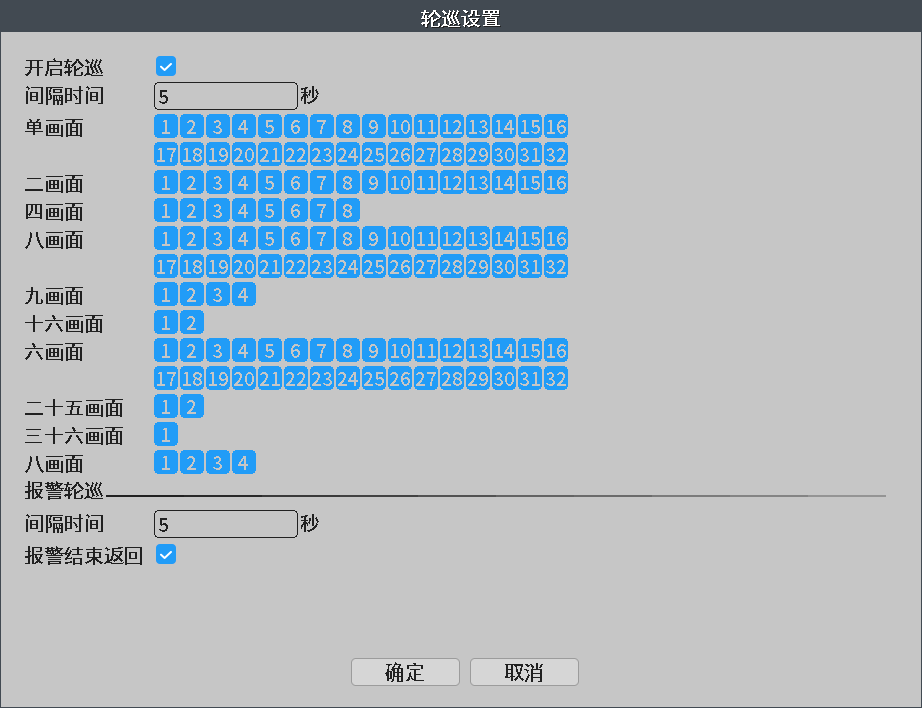 轮巡设置
开启轮巡
间隔时间 5 秒
单画面 1 2 3 4 5 6 7 8 9 10 11 12 13 14 15 16
17 18 19 20 21 22 23 24 25 26 27 28 29 30 31 32
二画面 1 2 3 4 5 6 7 8 9 10 11 12 13 14 15 16
四画面 1 2 3 4 5 6 7 8
八画面 1 2 3 4 5 6 7 8 9 10 11 12 13 14 15 16
17 18 19 20 21 22 23 24 25 26 27 28 29 30 31 32
九画面 1 2 3 4
十六画面 1 2
六画面 1 2 3 4 5 6 7 8 9 10 11 12 13 14 15 16
17 18 19 20 21 22 23 24 25 26 27 28 29 30 31 32
二十五画面 1 2
三十六画面 1
八画面 1 2 3 4
报警轮巡
间隔时间 5 秒
报警结束返回
确定 取消